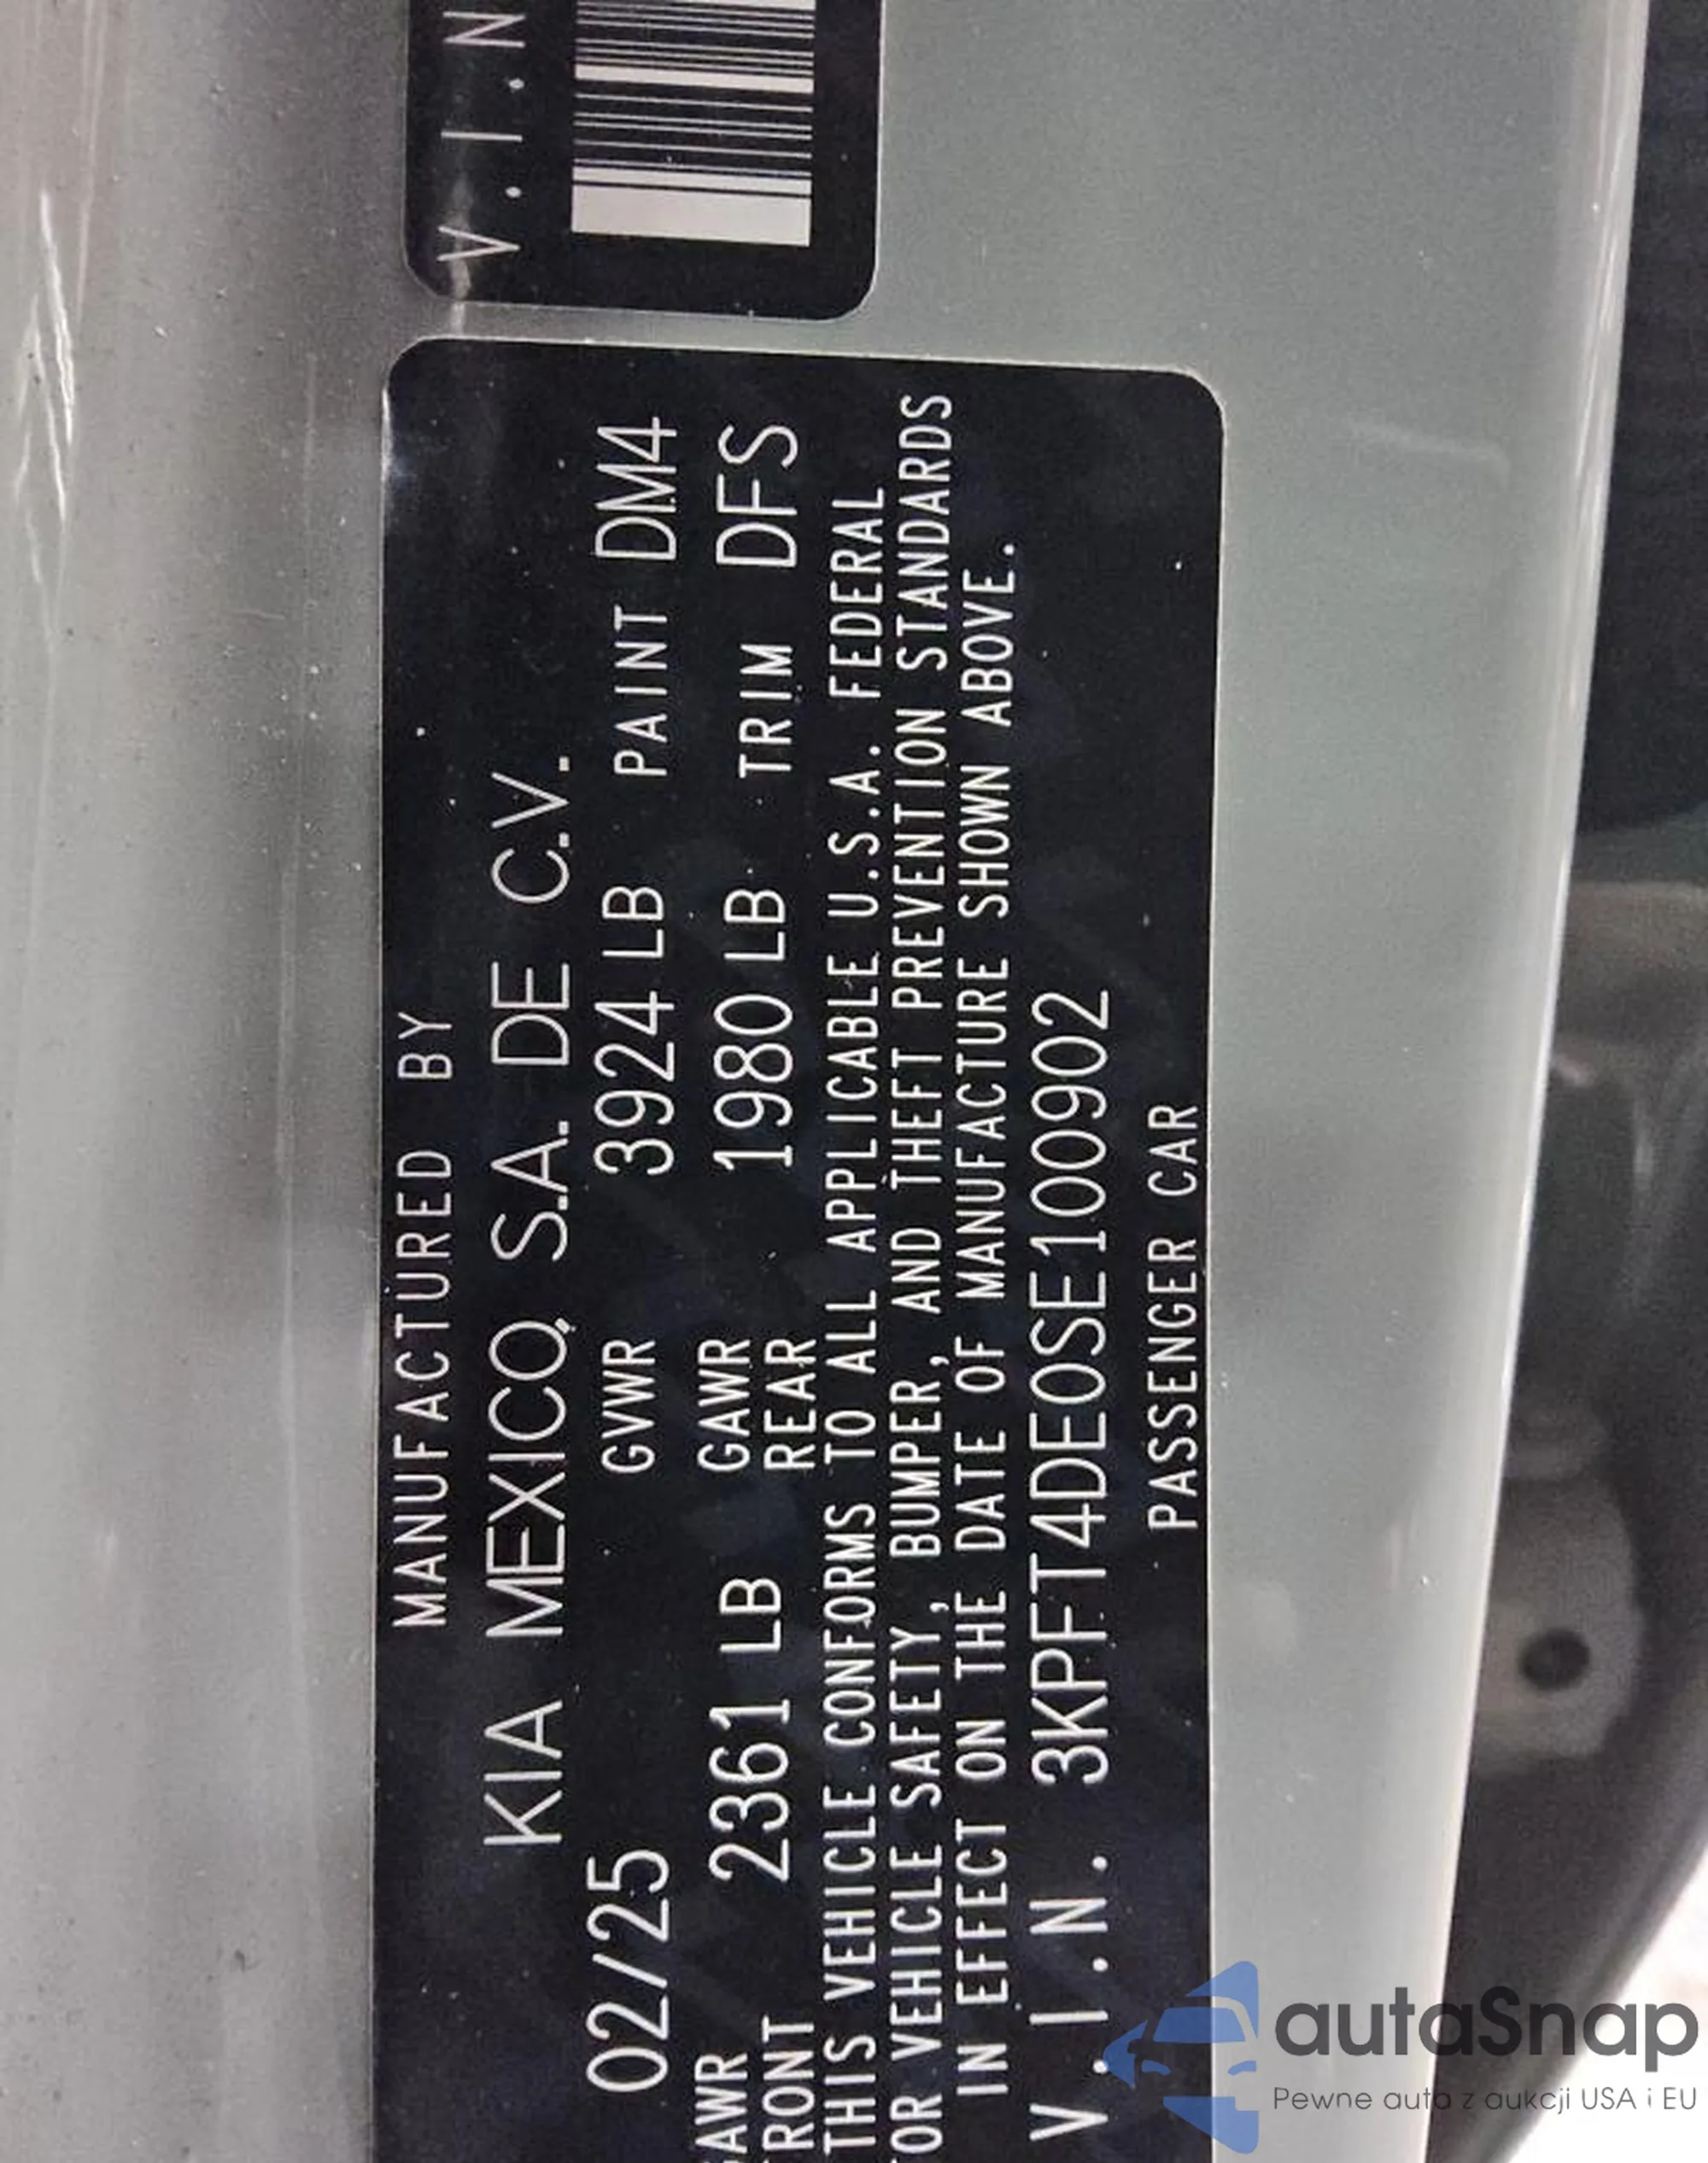 V.I.N
MANUFACTURED BY
KIA MEXICO, S.A. DE C.V.
02/25 GVWR 3924 LB PAINT DM4
GAWR FRONT 2361 LB GAWR REAR 1980 LB TRIM DFS
THIS VEHICLE CONFORMS TO ALL APPLICABLE U.S.A. FEDERAL
FOR VEHICLE SAFETY, BUMPER, AND THEFT PREVENTION STANDARDS
IN EFFECT ON THE DATE OF MANUFACTURE SHOWN ABOVE.
V.I.N. 3KPFT4DE0SE100902
PASSENGER CAR
autaSnap
Pewne auta z aukcji USA i EU